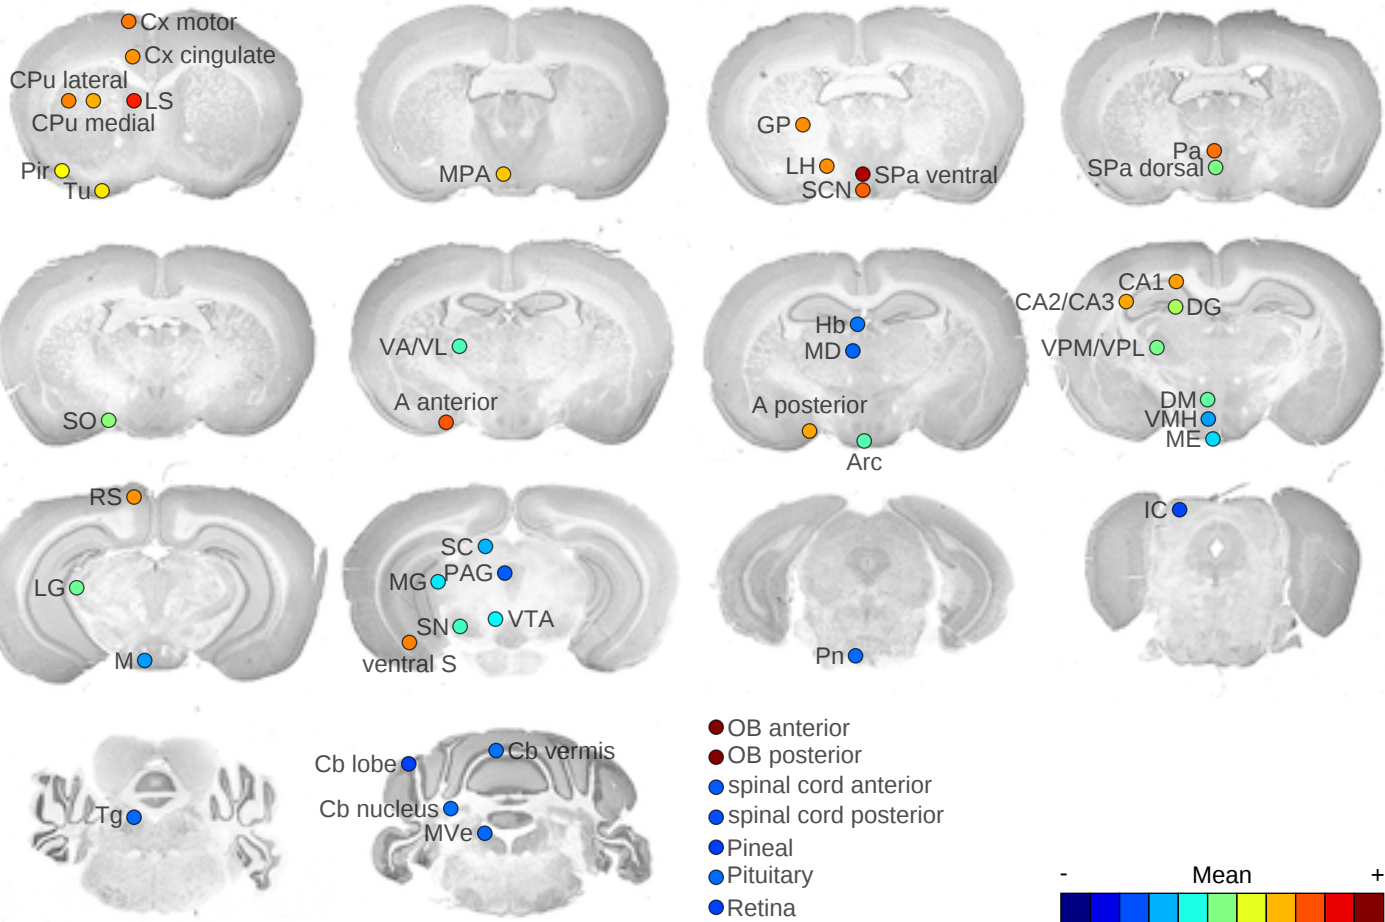 Cx motor
Cx cingulate
CPu lateral
LS
CPu medial
Pir
Tu
MPA
GP
LH
SPa ventral
SCN
Pa
SPa dorsal
SO
VA/VL
A anterior
Hb
MD
A posterior
Arc
CA1
CA2/CA3
DG
VPM/VPL
DM
VMH
ME
RS
LG
M
SC
MG
PAG
SN
VTA
ventral S
Pn
IC
Tg
Cb lobe
Cb vermis
Cb nucleus
MVe
OB anterior
OB posterior
spinal cord anterior
spinal cord posterior
Pineal
Pituitary
Retina
- Mean +